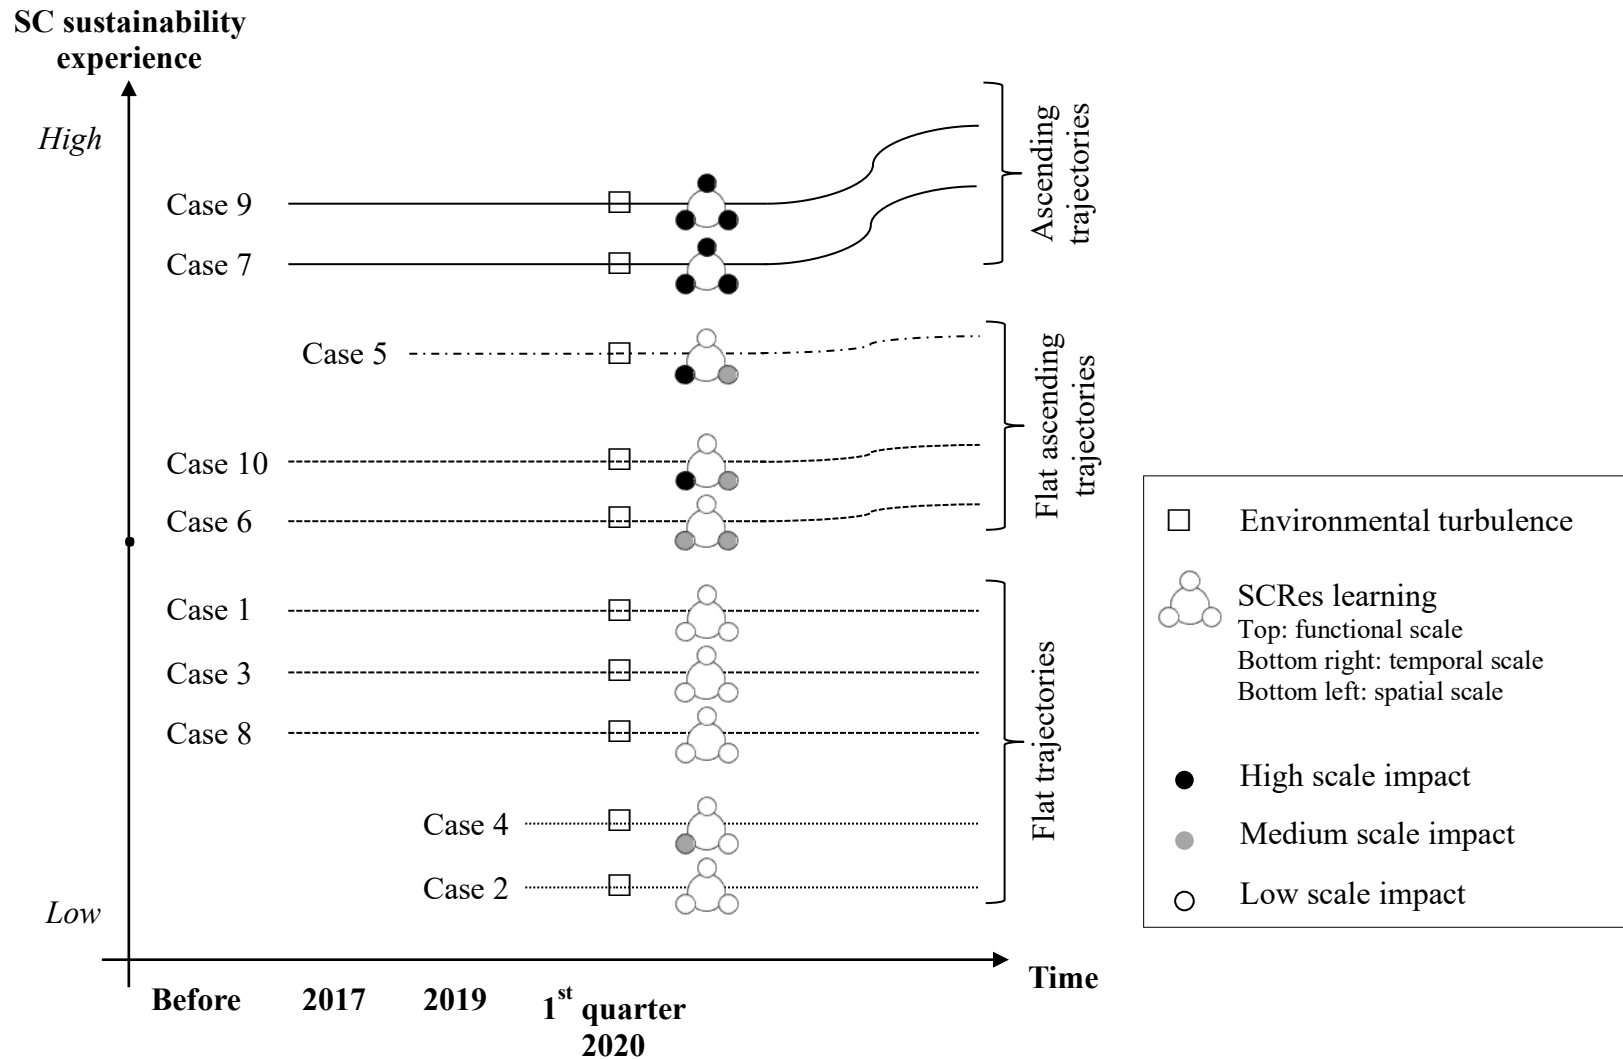 SC sustainability
experience
High
Case 9
Case 7
Case 5
Case 10
Case 6
Case 1
Case 3
Case 8
Case 4
Case 2
Low
Ascending
trajectories
Flat ascending
trajectories
Flat trajectories
Before
2017
2019
1st quarter
2020
Time
Environmental turbulence
SCRes learning
Top: functional scale
Bottom right: temporal scale
Bottom left: spatial scale
High scale impact
Medium scale impact
Low scale impact